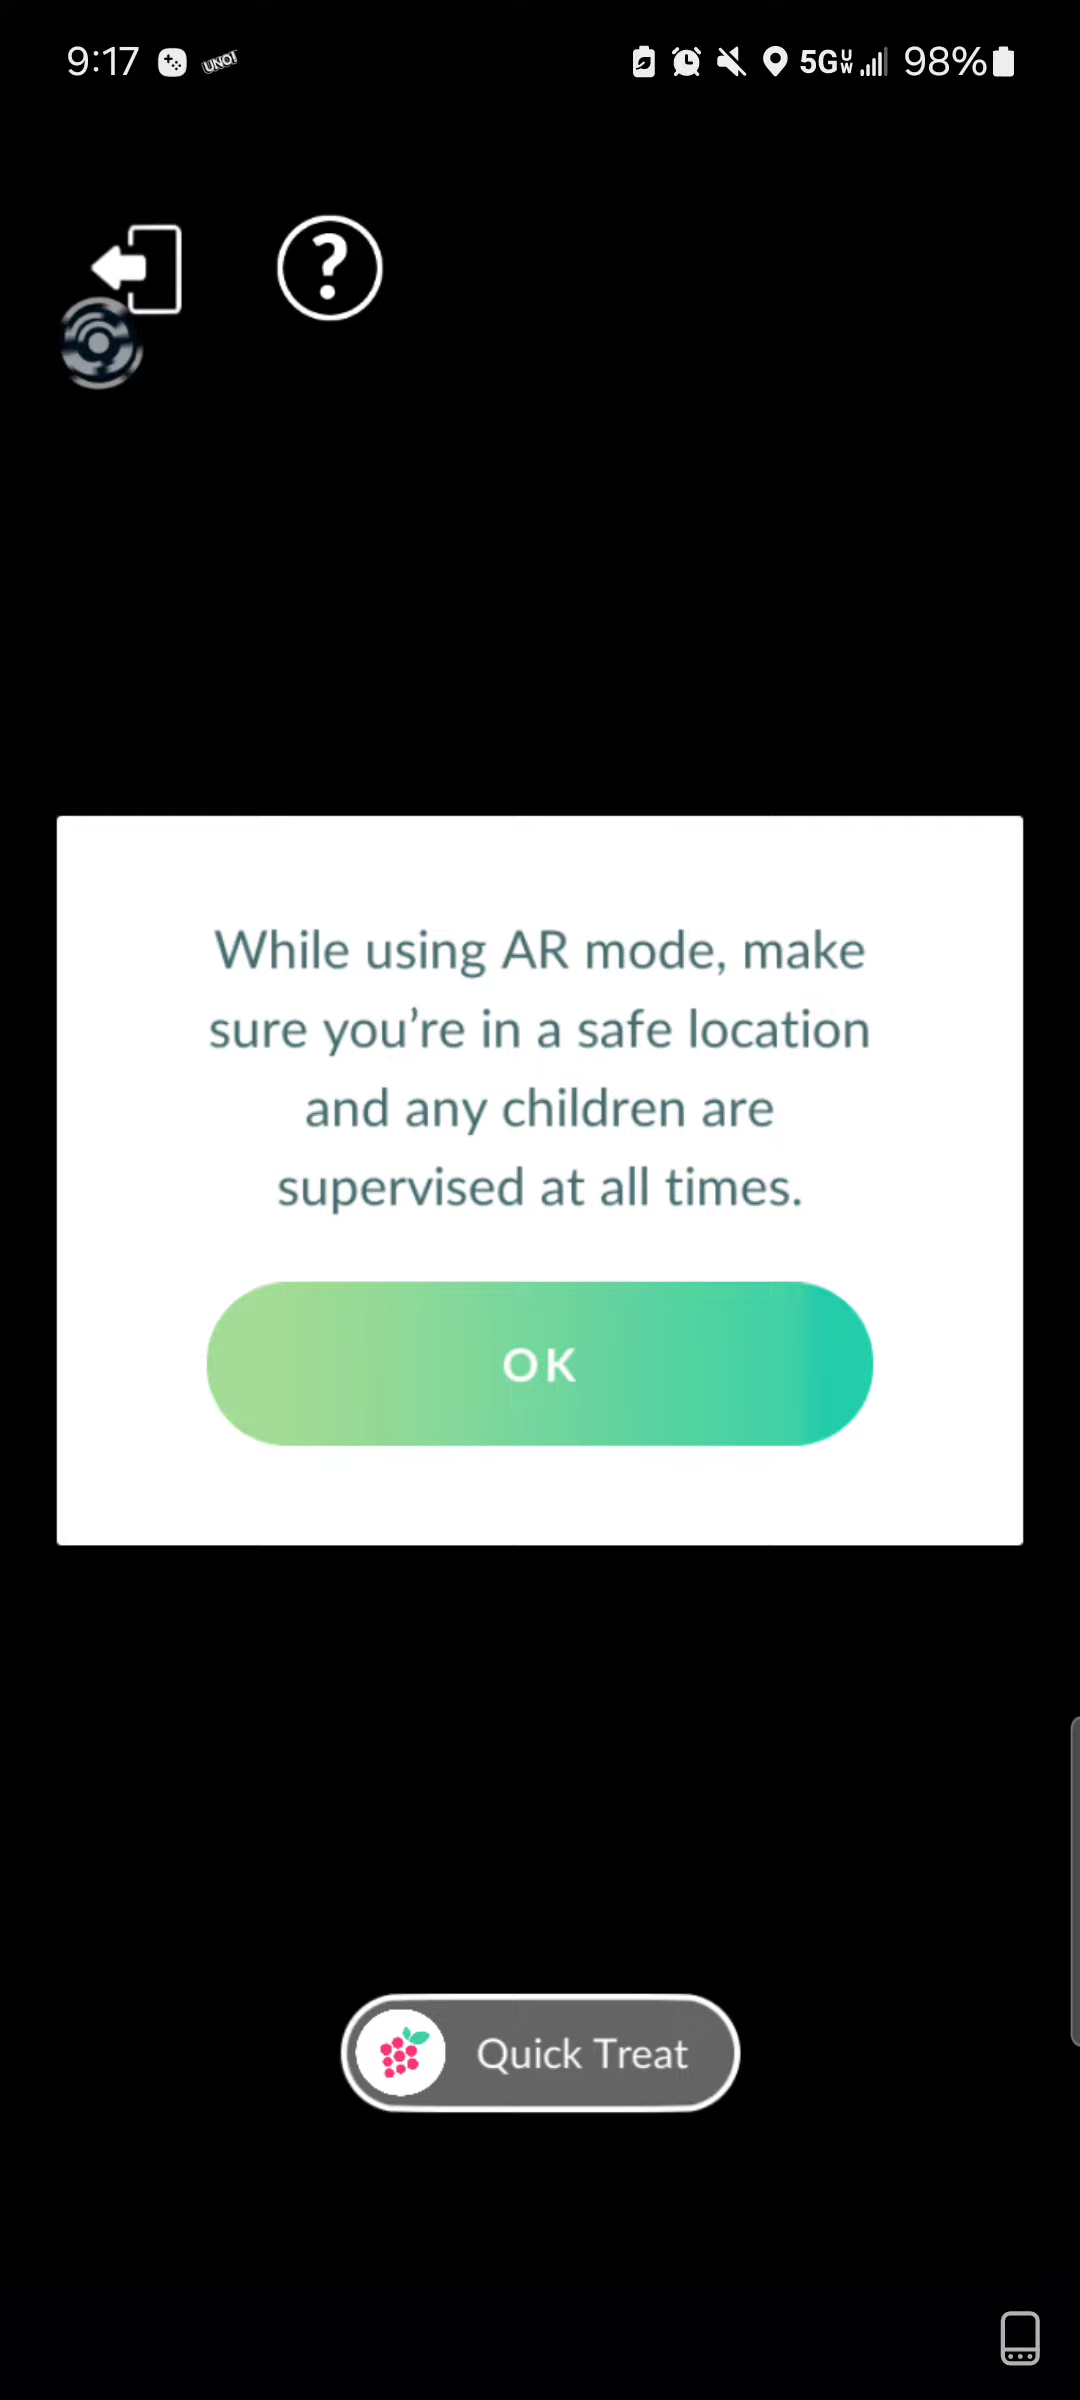 9:17 UNO! 5G UW 98%
?
While using AR mode, make
sure you’re in a safe location
and any children are
supervised at all times.
OK
Quick Treat